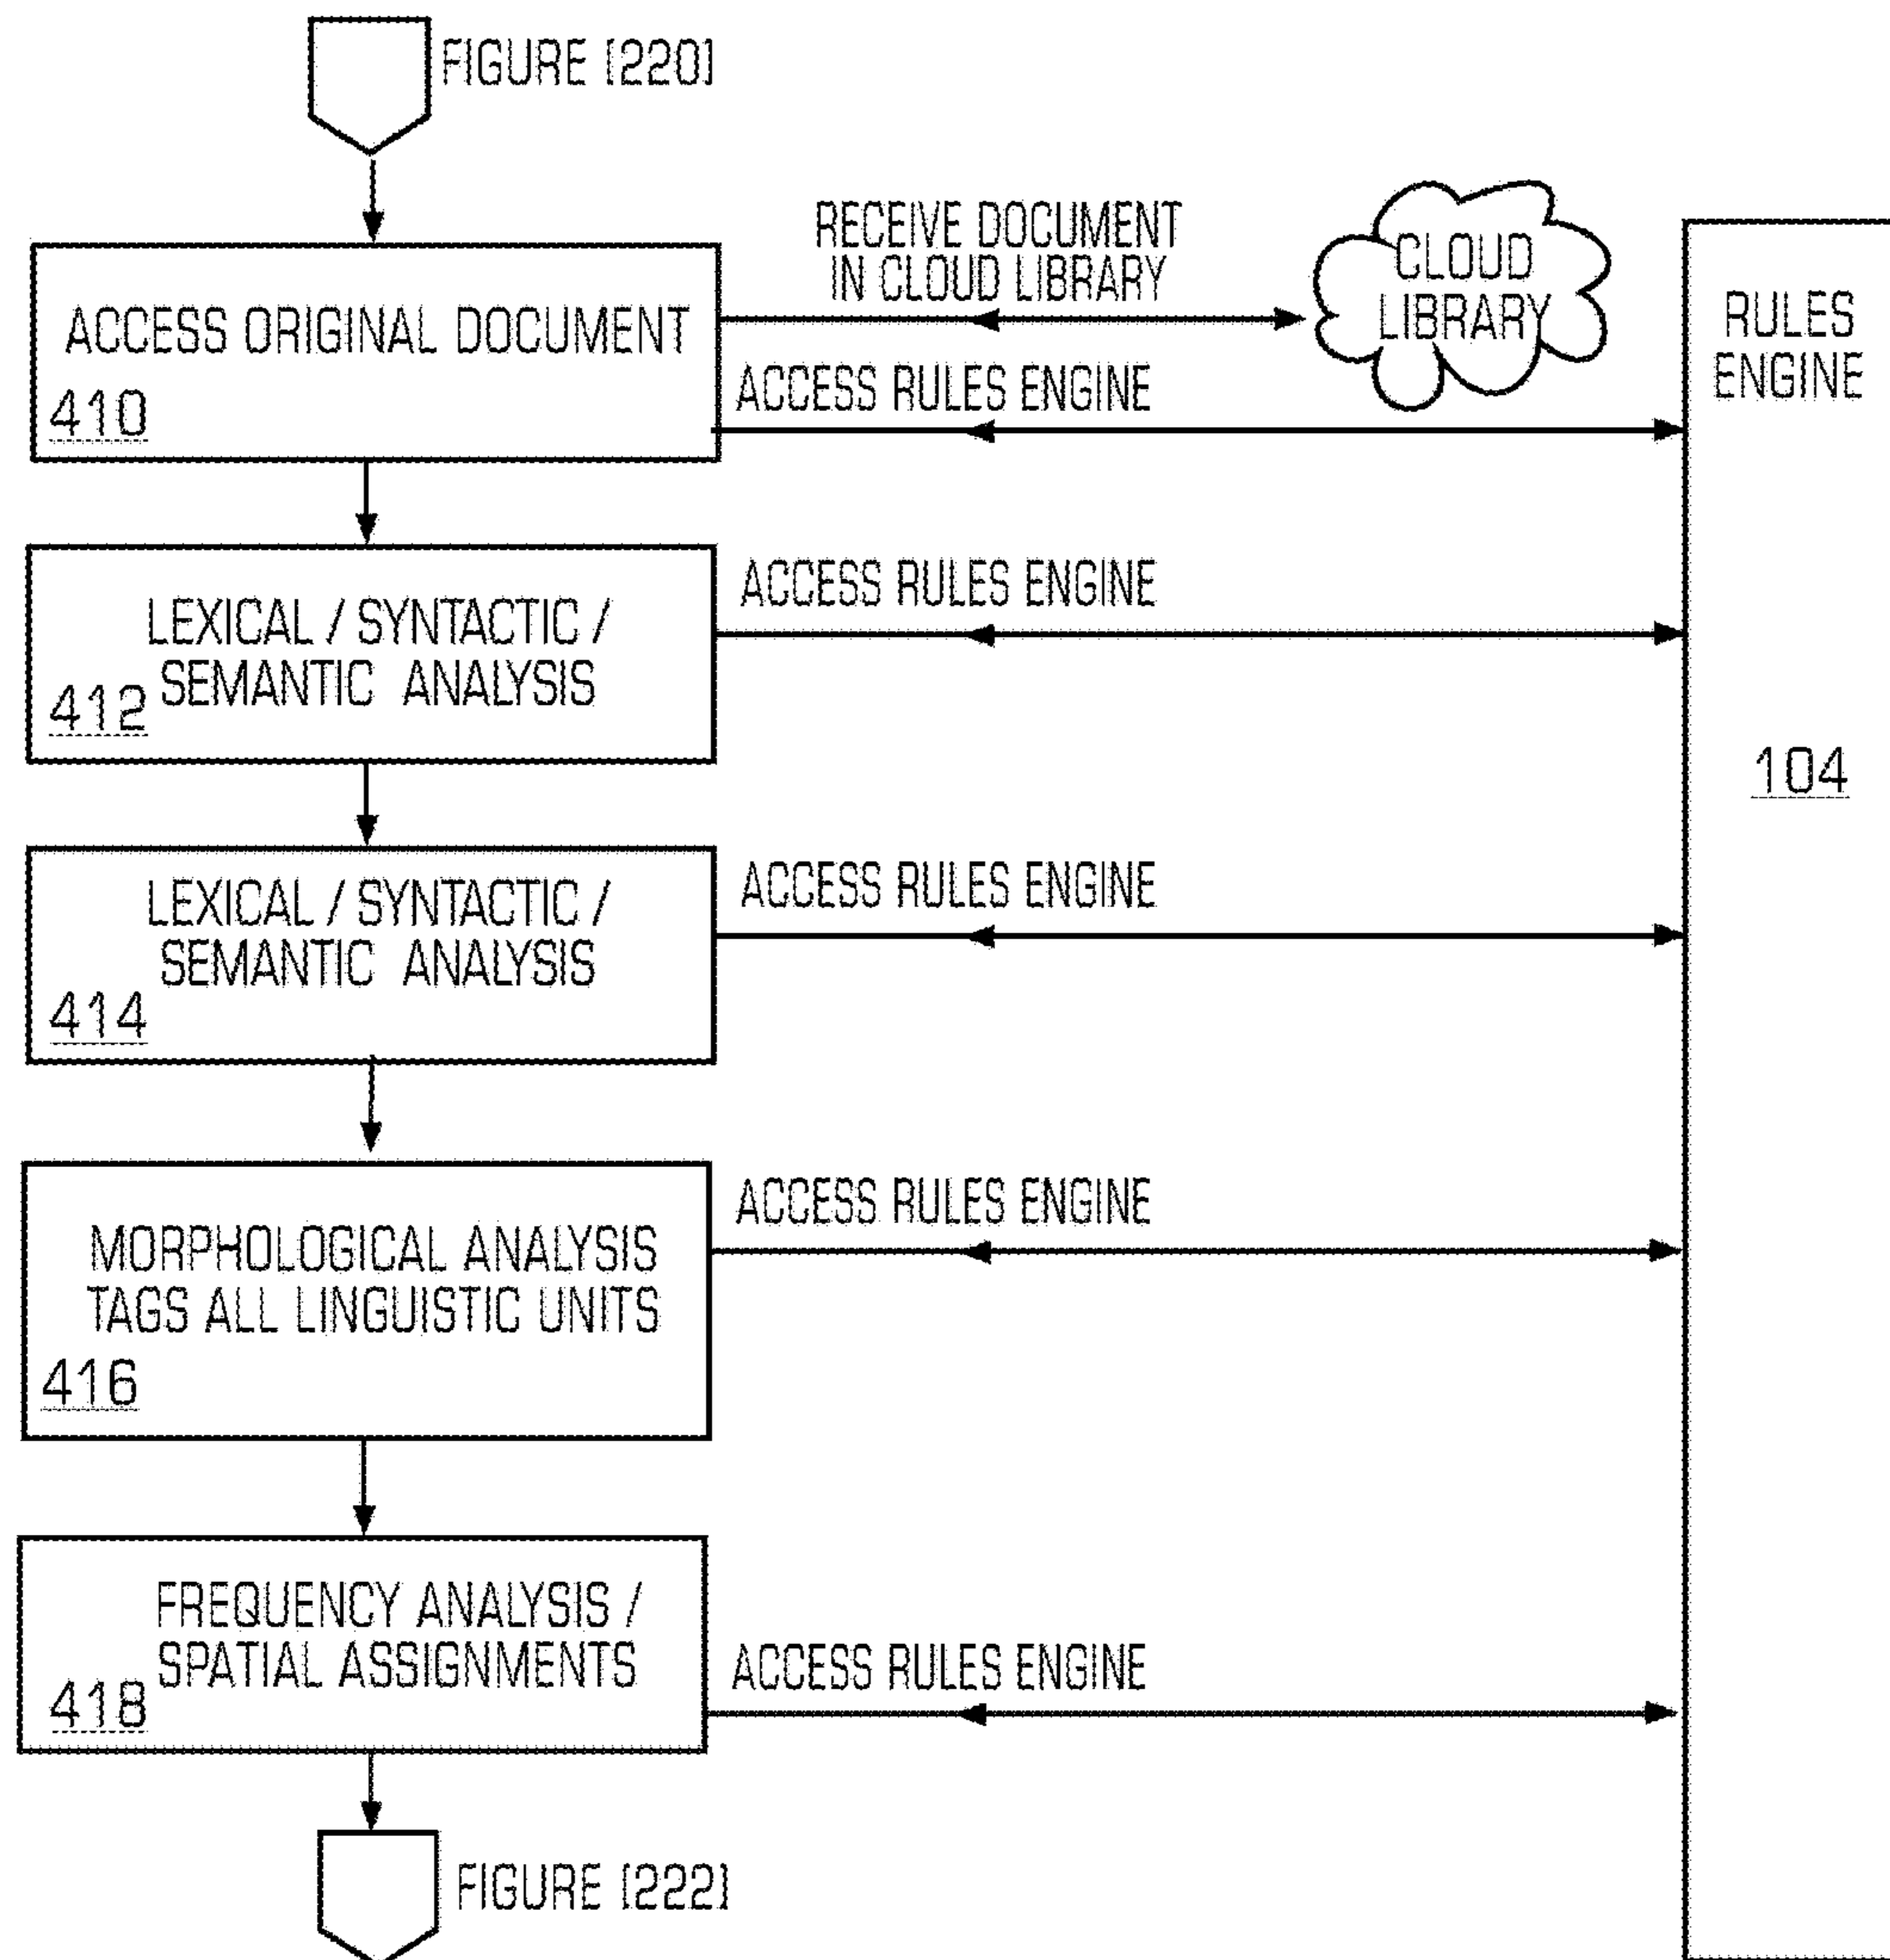 FIGURE [220]
RECEIVE DOCUMENT
IN CLOUD LIBRARY
CLOUD
LIBRARY
RULES
ENGINE
104
ACCESS ORIGINAL DOCUMENT
410
ACCESS RULES ENGINE
LEXICAL / SYNTACTIC /
SEMANTIC ANALYSIS
412
ACCESS RULES ENGINE
LEXICAL / SYNTACTIC /
SEMANTIC ANALYSIS
414
ACCESS RULES ENGINE
MORPHOLOGICAL ANALYSIS
TAGS ALL LINGUISTIC UNITS
416
ACCESS RULES ENGINE
FREQUENCY ANALYSIS /
SPATIAL ASSIGNMENTS
418
ACCESS RULES ENGINE
FIGURE [222]